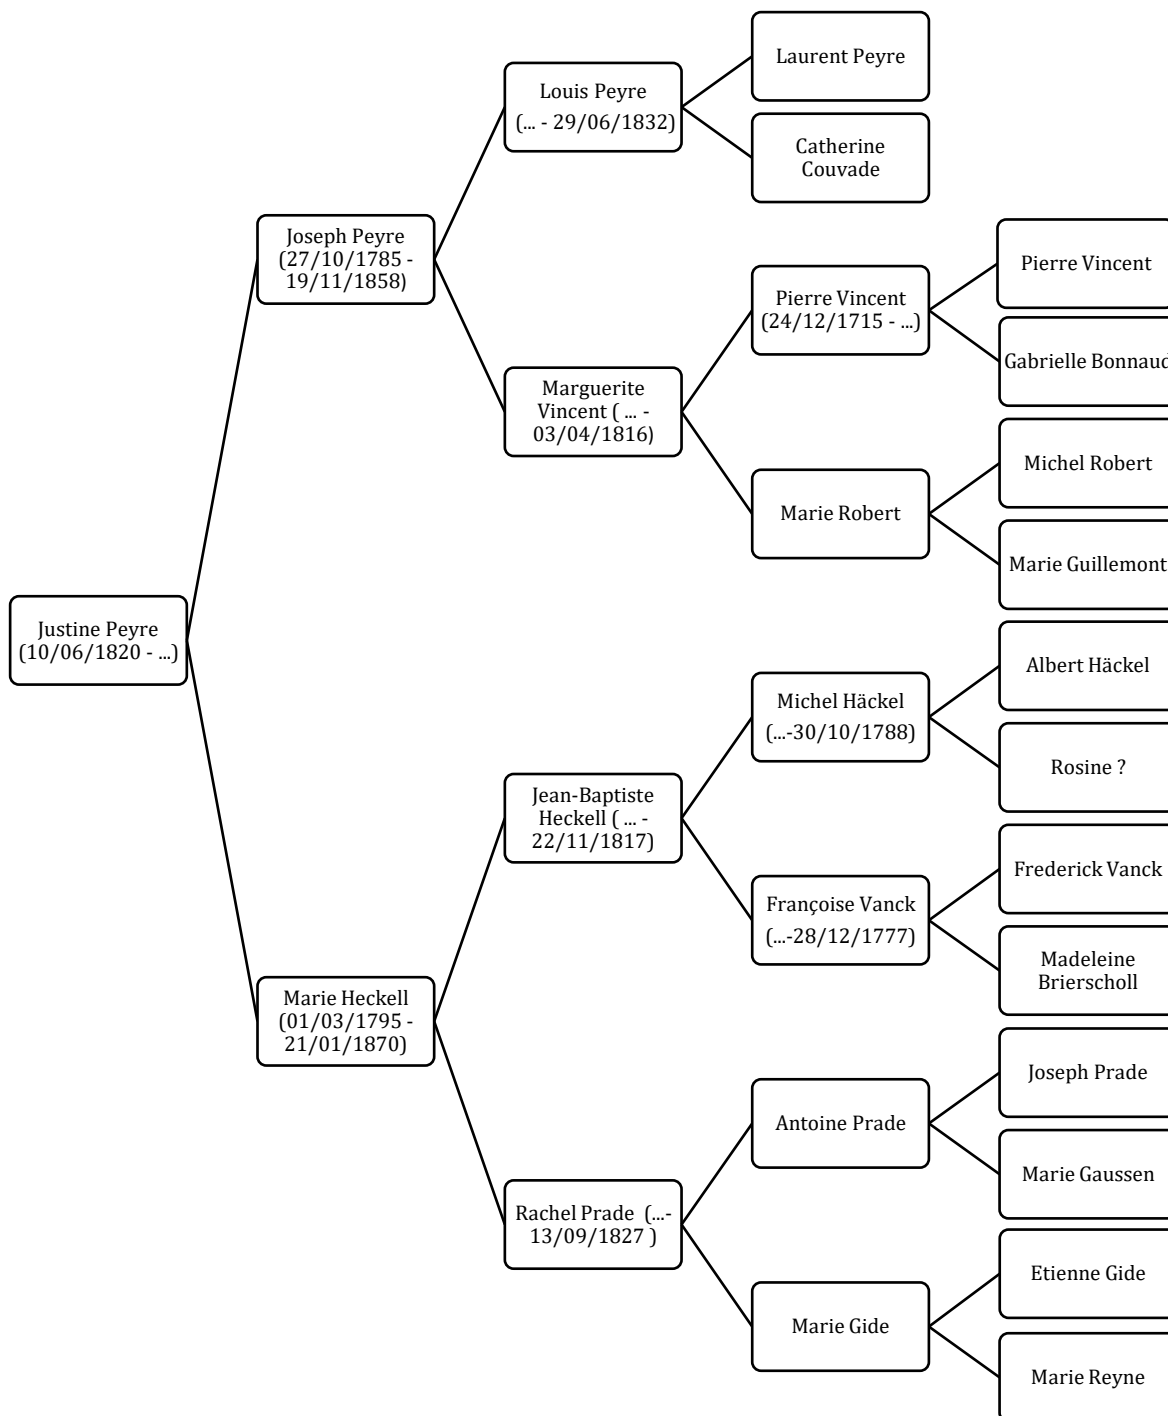 Laurent Peyre
Louis Peyre
(... - 29/06/1832)
Catherine
Couvade
Joseph Peyre
(27/10/1785 -
19/11/1858)
Pierre Vincent
Pierre Vincent
(24/12/1715 - ...)
Gabrielle Bonnaud
Marguerite
Vincent ( ... -
03/04/1816)
Michel Robert
Marie Robert
Marie Guillemont
Justine Peyre
(10/06/1820 - ...)
Albert Häckel
Michel Häckel
(...-30/10/1788)
Rosine ?
Jean-Baptiste
Heckell ( ... -
22/11/1817)
Frederick Vanck
Françoise Vanck
(...-28/12/1777)
Madeleine
Brierscholl
Marie Heckell
(01/03/1795 -
21/01/1870)
Joseph Prade
Antoine Prade
Marie Gaussen
Rachel Prade  (...-
13/09/1827 )
Etienne Gide
Marie Gide
Marie Reyne